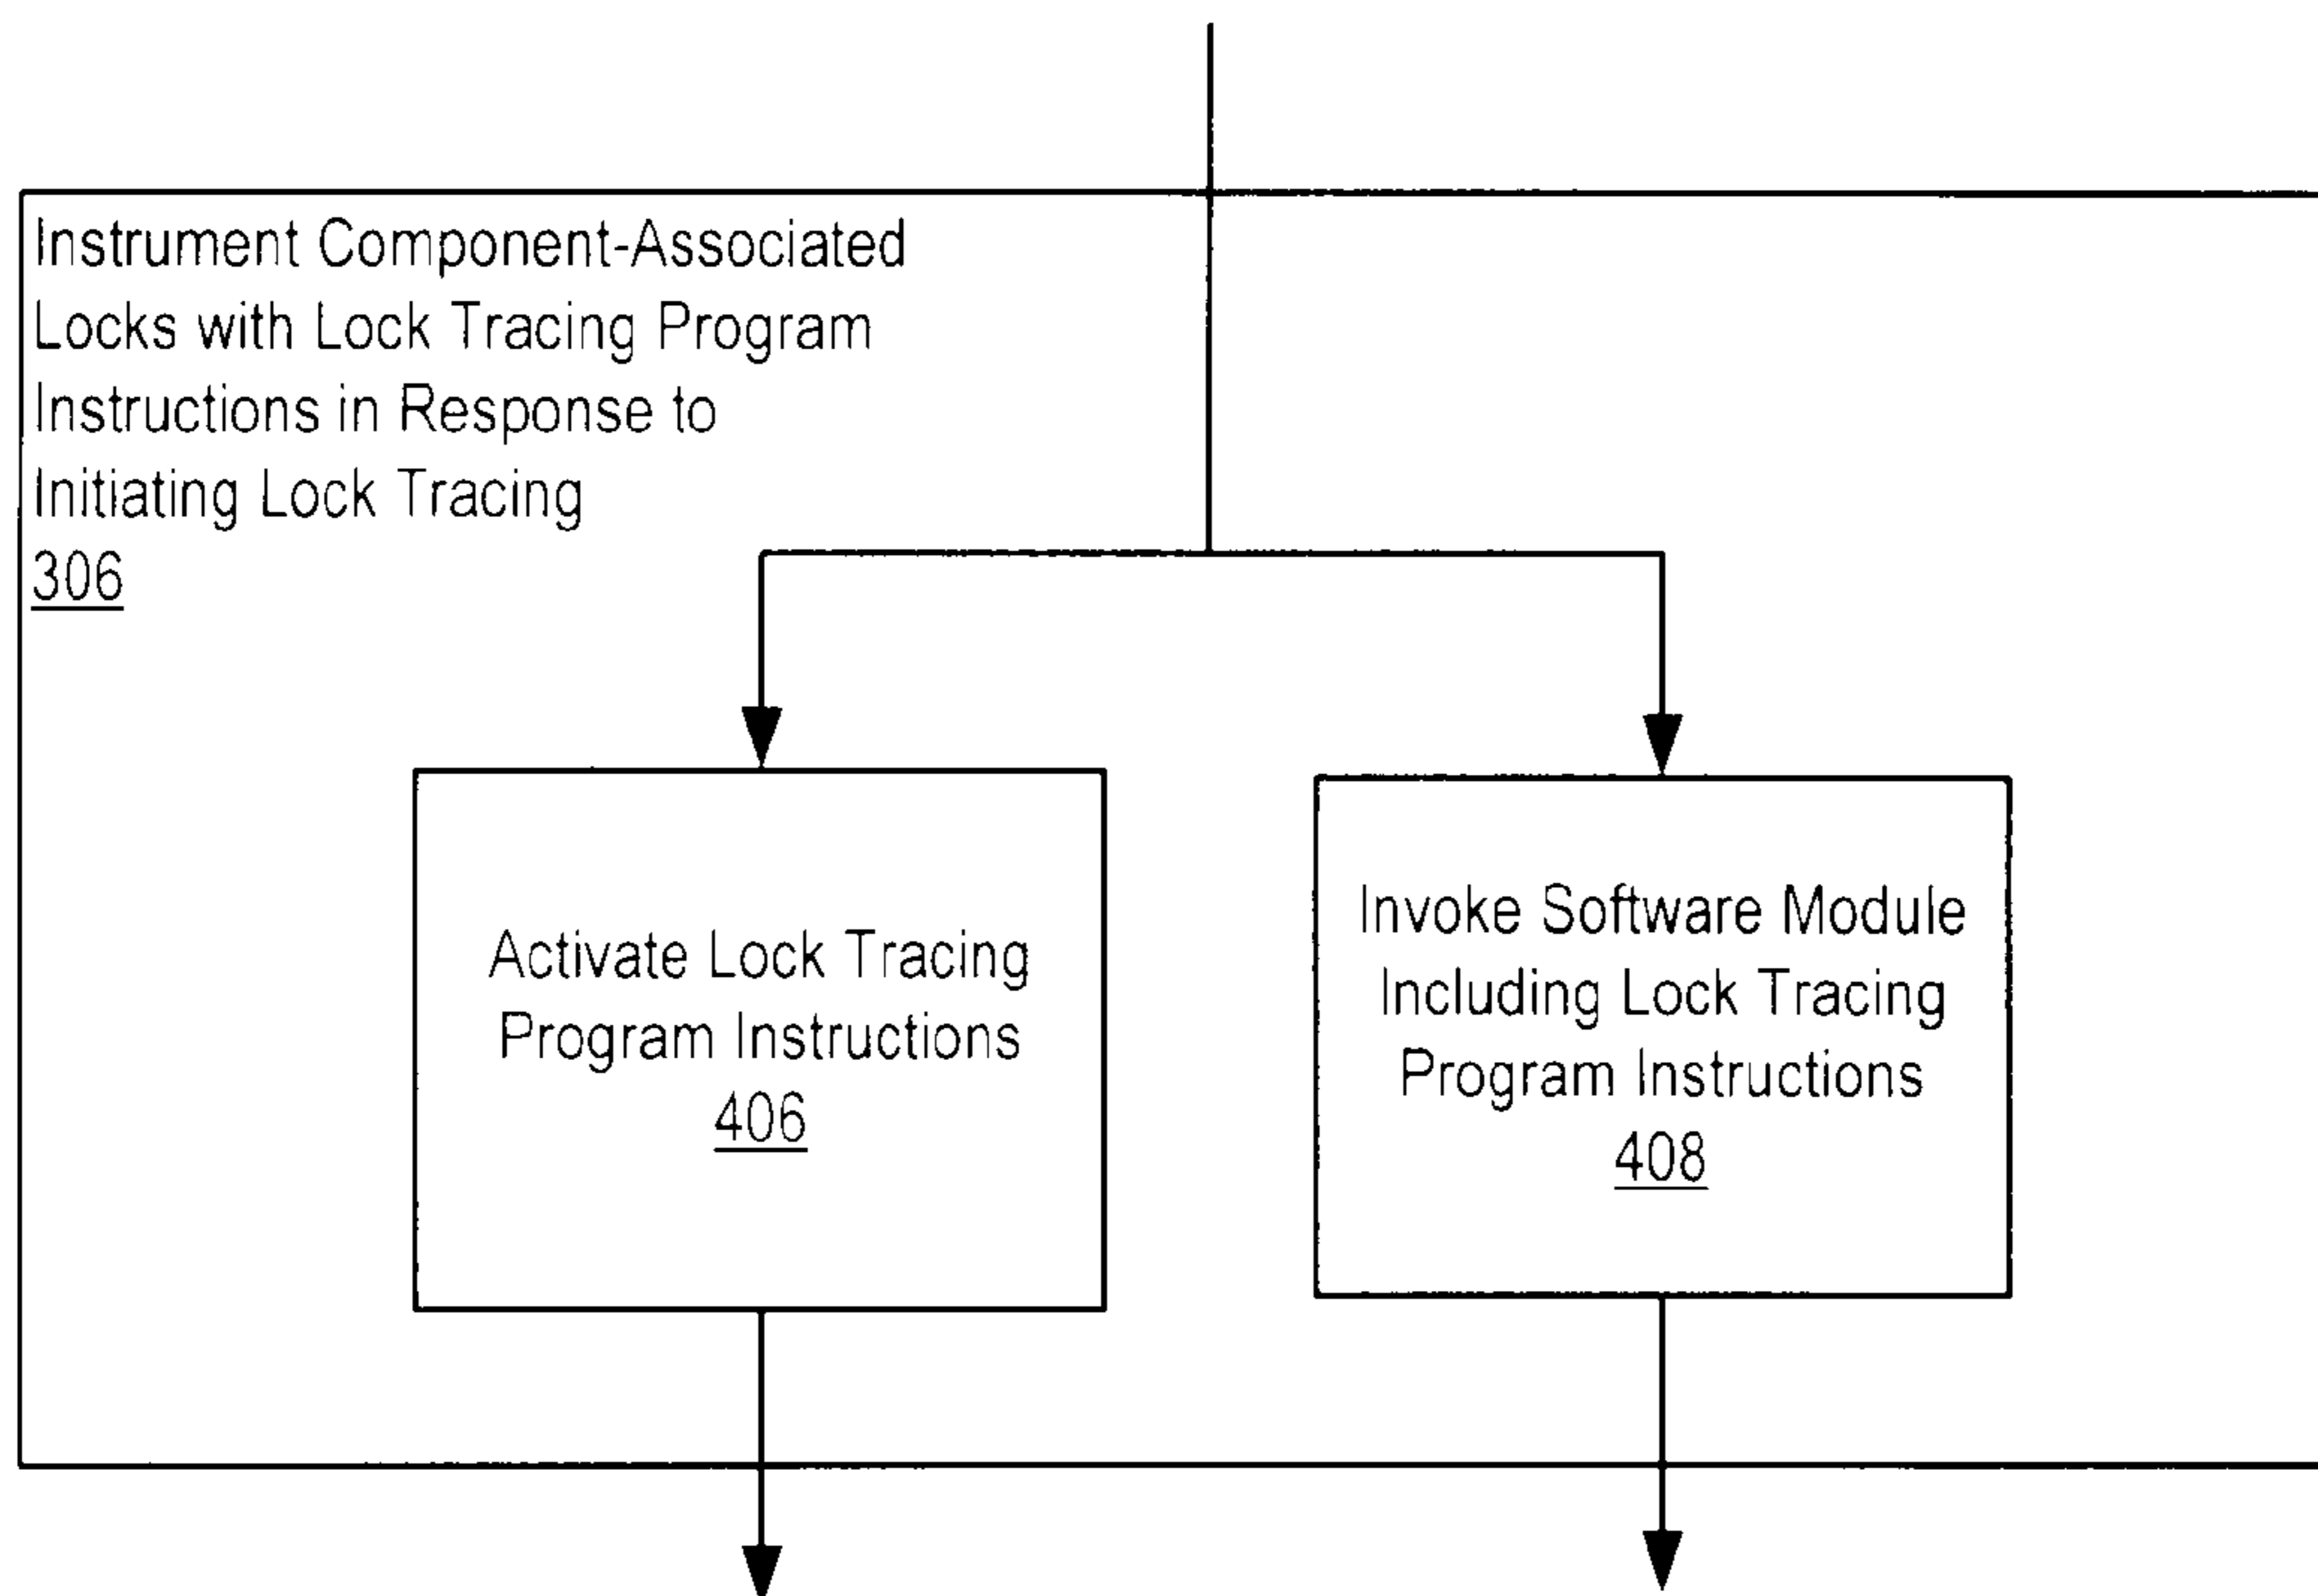 Instrument Component-Associated
Locks with Lock Tracing Program
Instructions in Response to
Initiating Lock Tracing
306
Activate Lock Tracing
Program Instructions
406
Invoke Software Module
Including Lock Tracing
Program Instructions
408